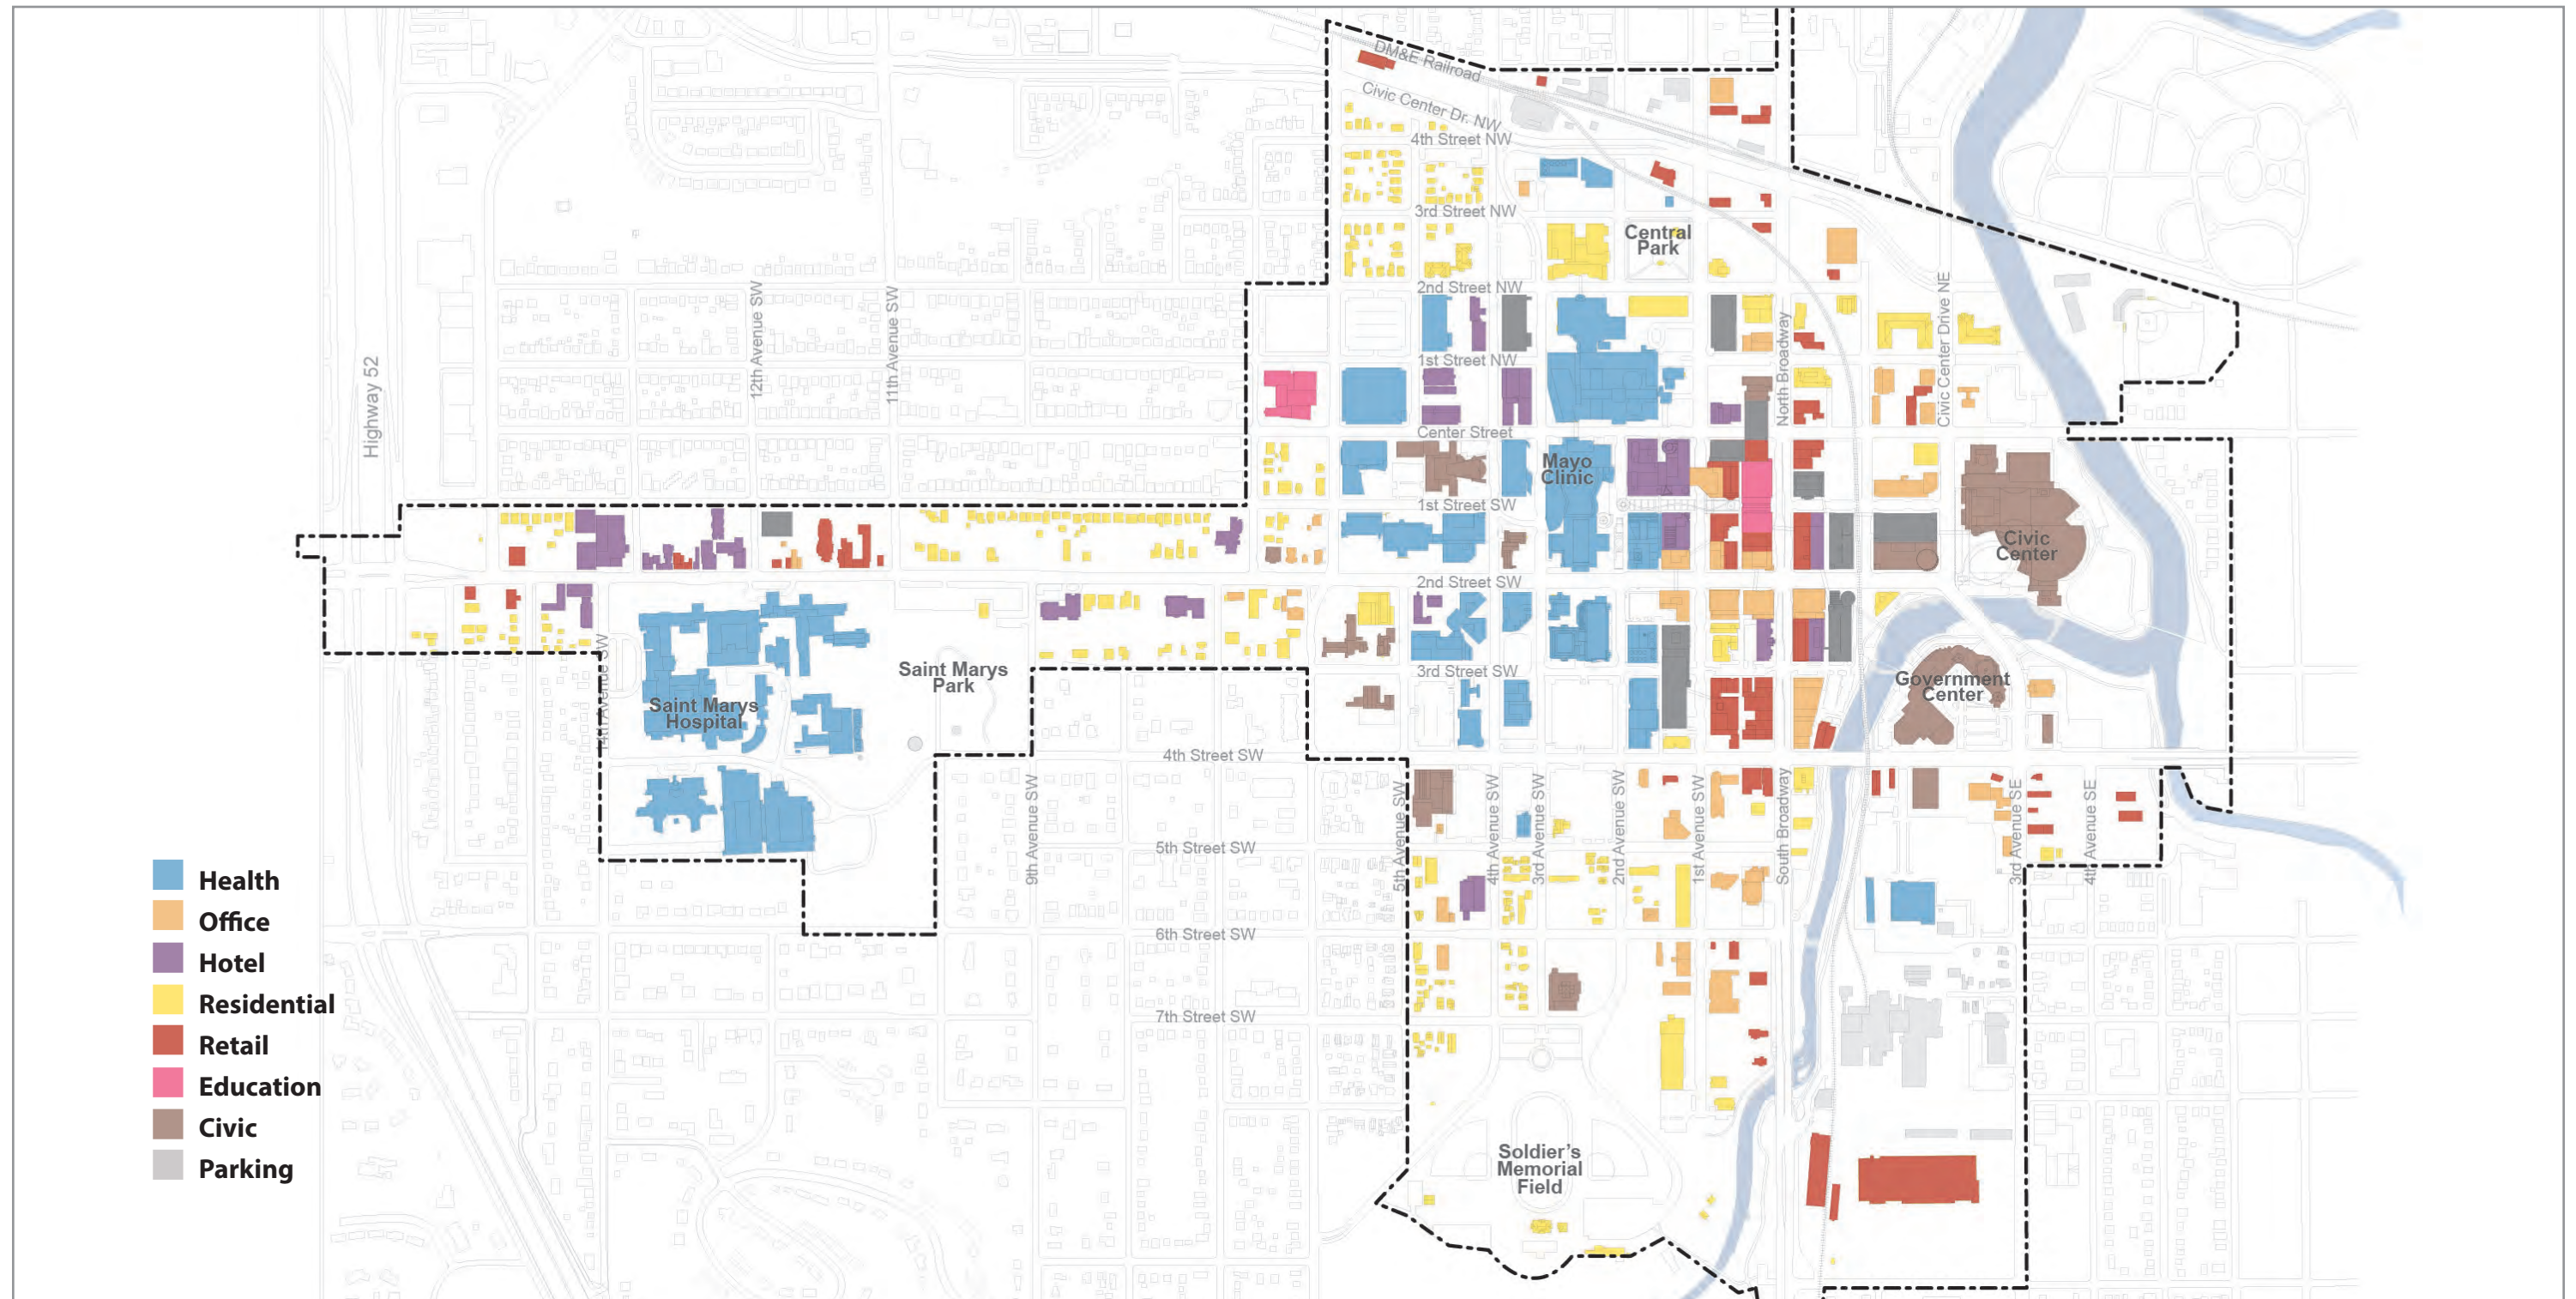 DM&E Railroad
Civic Center Dr. NW
4th Street NW
3rd Street NW
Central
Park
2nd Street NW
12th Avenue SW
11th Avenue SW
Highway 52
1st Street NW
North Broadway
Civic Center Drive NE
Center Street
Mayo
Clinic
1st Street SW
Civic
Center
2nd Street SW
14th Avenue SW
Saint Marys
Park
3rd Street SW
Government
Center
Saint Marys
Hospital
4th Street SW
9th Avenue SW
5th Avenue SW
4th Avenue SW
3rd Avenue SW
2nd Avenue SW
1st Avenue SW
South Broadway
3rd Avenue SE
4th Avenue SE
5th Street SW
6th Street SW
7th Street SW
Soldier's
Memorial
Field
Health
Office
Hotel
Residential
Retail
Education
Civic
Parking